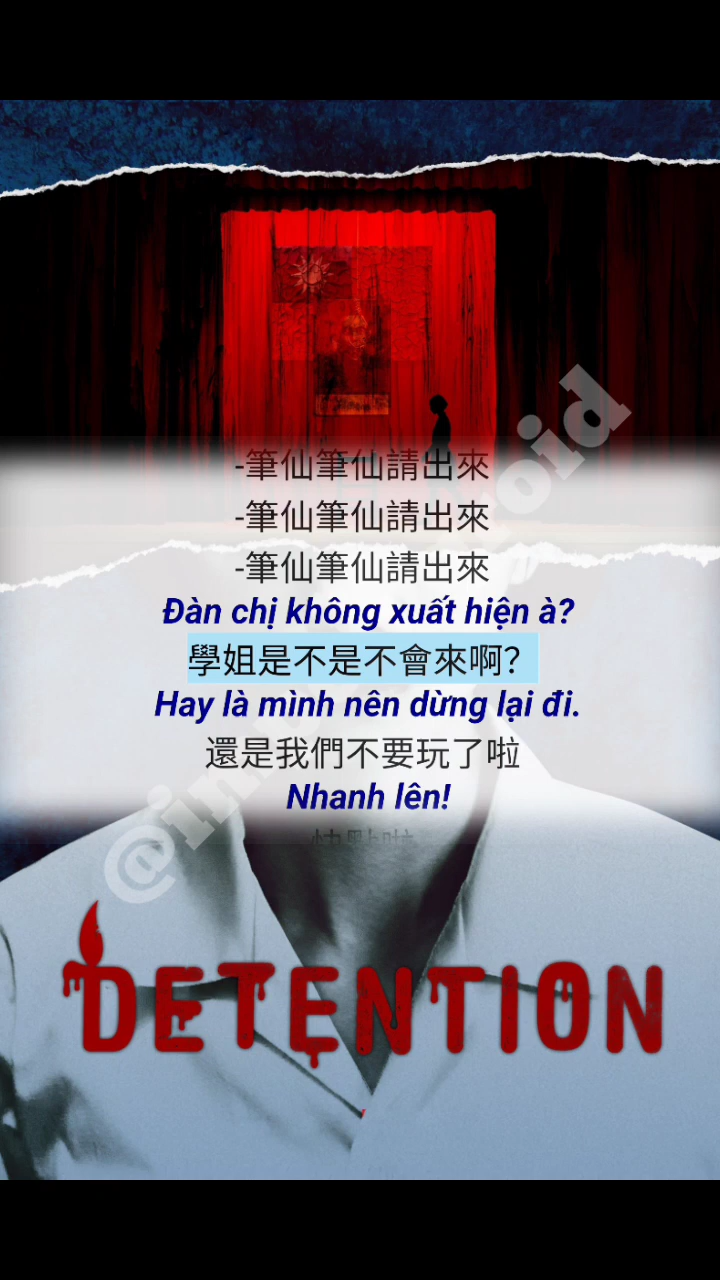 -筆仙筆仙請出來
-筆仙筆仙請出來
-筆仙筆仙請出來
Đàn chị không xuất hiện à?
學姐是不是不會來啊？
Hay là mình nên dừng lại đi.
還是我們不要玩了啦
Nhanh lên!
DETENTION